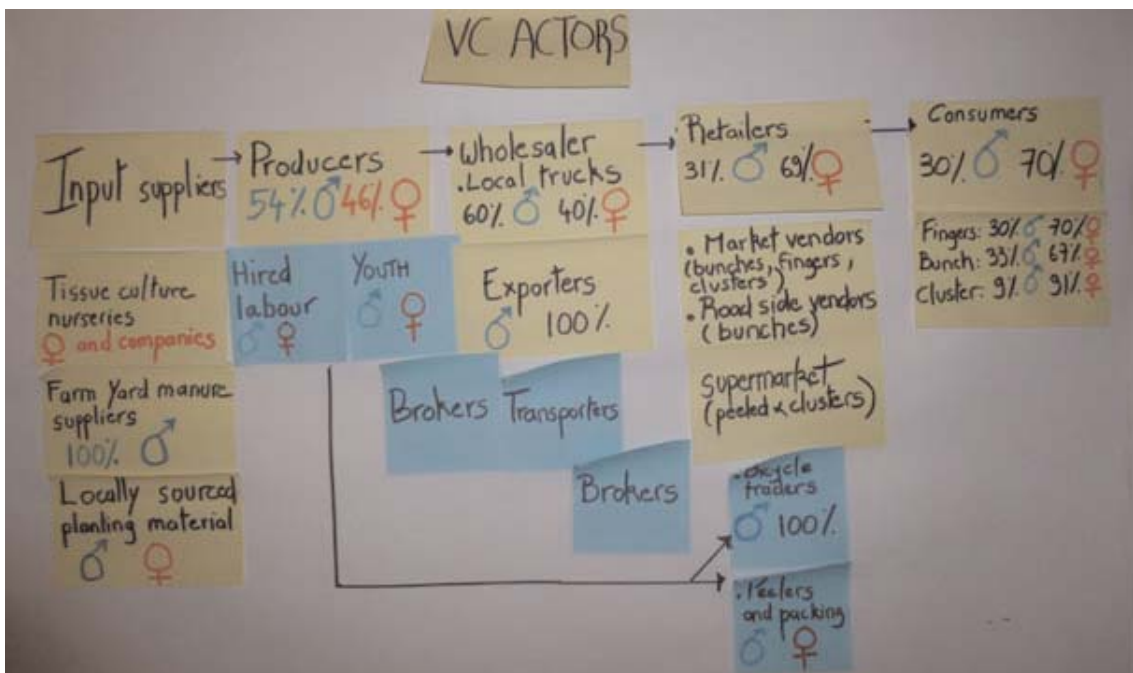 VC ACTORS
Input suppliers
Tissue culture
nurseries
♀ and companies
Farm Yard manure
suppliers
100% ♂
Locally sourced
planting material
♂ ♀
Producers
54% ♂ 46% ♀
Hired
labour
♂ ♀
YOUTH
♂ ♀
Wholesaler
. Local trucks
60% ♂ 40% ♀
Exporters
♂ 100%
Brokers
Transporters
Brokers
Retailers
31% ♂ 69% ♀
• Market vendors
(bunches, fingers,
clusters)
• Road side vendors
(bunches)
Supermarket
(peeled & clusters)
. Bicycle
traders
♂ 100%
. Peelers
and packing
♂ ♀
Consumers
30% ♂ 70% ♀
Fingers: 30% ♂ 70% ♀
Bunch: 33% ♂ 67% ♀
Cluster: 9% ♂ 91% ♀